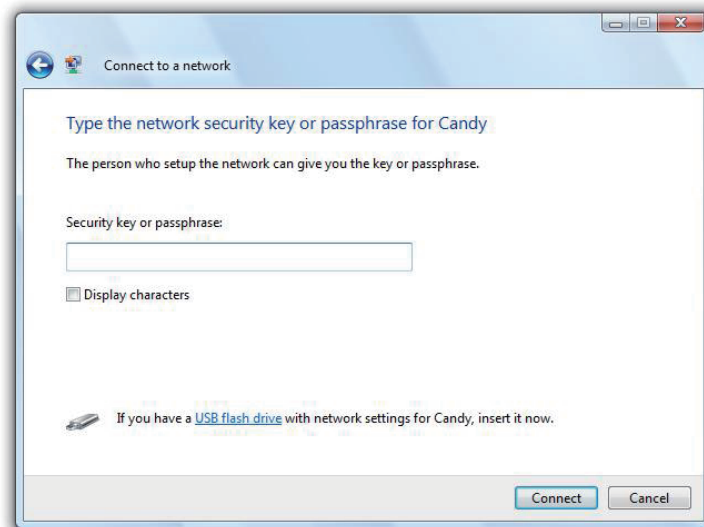 Connect to a network
Type the network security key or passphrase for Candy
The person who setup the network can give you the key or passphrase.
Security key or passphrase:
Display characters
If you have a USB flash drive with network settings for Candy, insert it now.
Connect Cancel